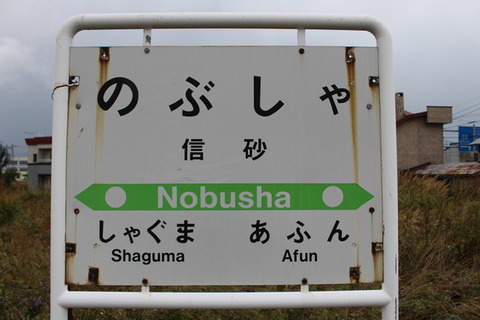 のぶしゃ
信砂
Nobusha
しゃぐま あふん
Shaguma Afun